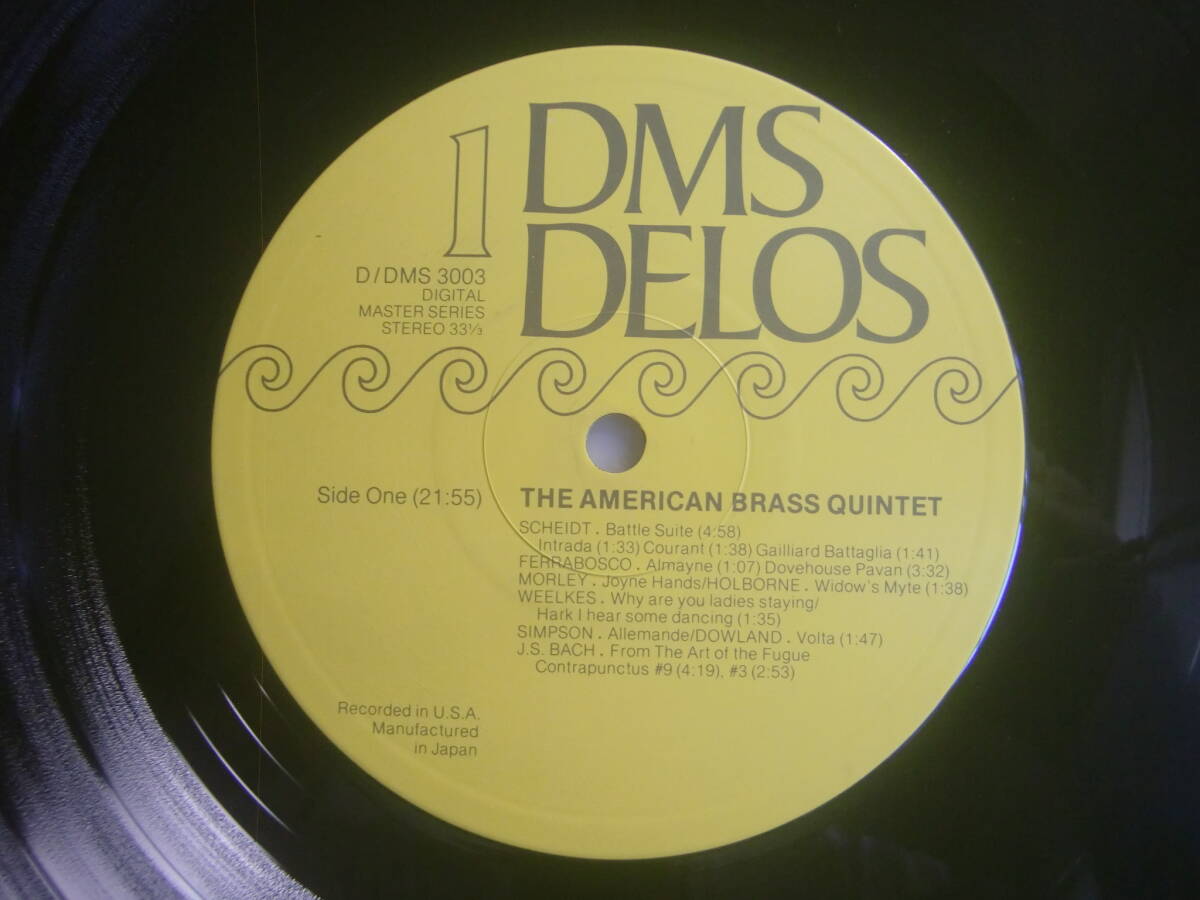 1
DMS
DELOS
D/DMS 3003
DIGITAL
MASTER SERIES
STEREO 33⅓
Side One (21:55)
THE AMERICAN BRASS QUINTET
SCHEIDT . Battle Suite (4:58)
Intrada (1:33) Courant (1:38) Gailliard Battaglia (1:41)
FERRABOSCO . Almayne (1:07) Dovehouse Pavan (3:32)
MORLEY . Joyne Hands/HOLBORNE . Widow's Myte (1:38)
WEELKES . Why are you ladies staying/
Hark I hear some dancing (1:35)
SIMPSON . Allemande/DOWLAND . Volta (1:47)
J.S. BACH . From The Art of the Fugue
Contrapunctus #9 (4:19), #3 (2:53)
Recorded in U.S.A.
Manufactured
in Japan